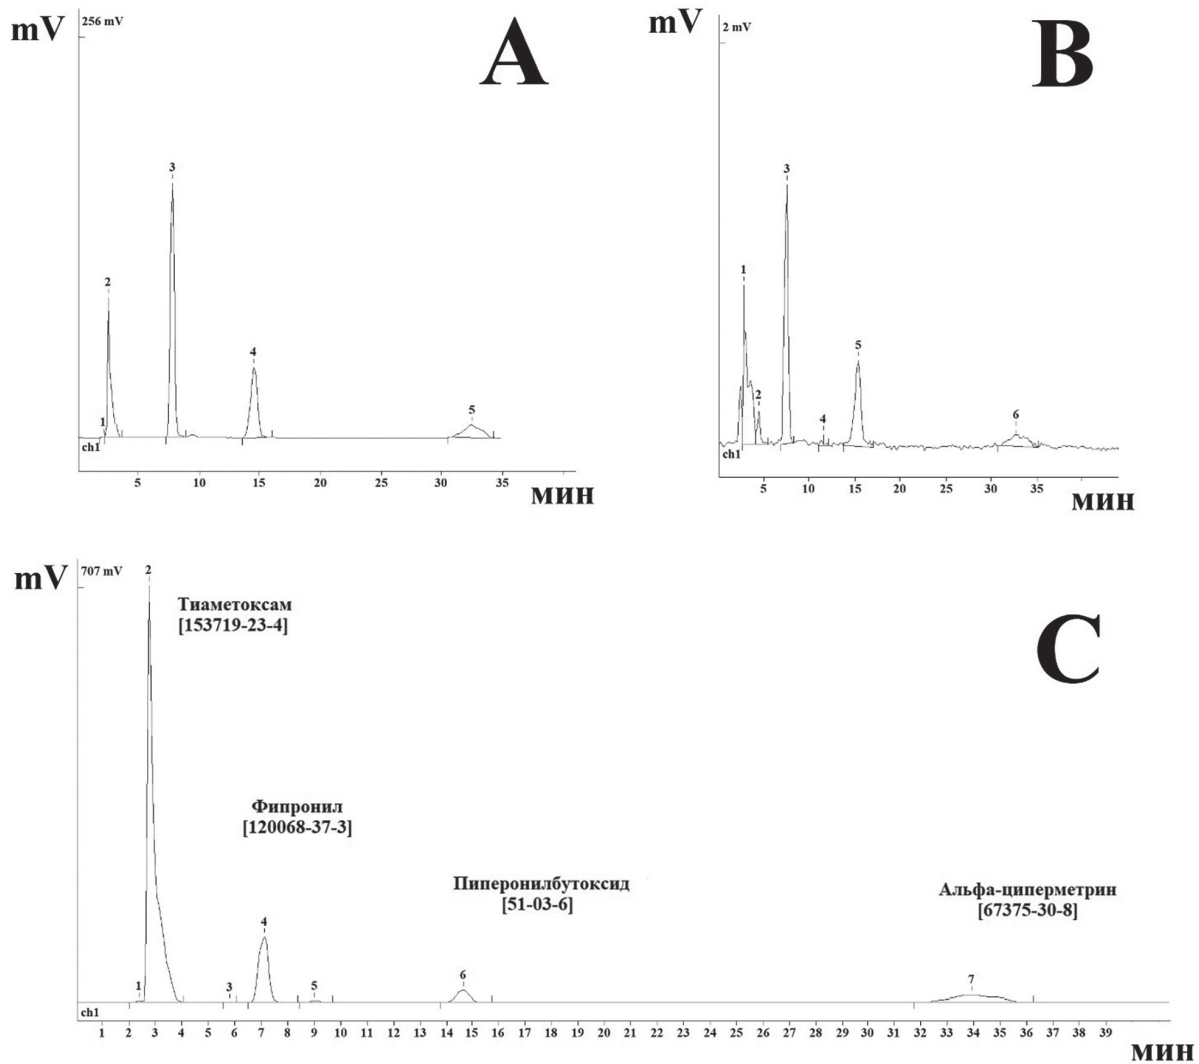 mV
256 mV
A
1
2
3
4
5
ch1
5
10
15
20
25
30
35
мин
mV
2 mV
B
1
2
3
4
5
6
ch1
5
10
15
20
25
30
35
мин
mV
707 mV
C
2
Тиаметоксам
[153719-23-4]
Фипронил
[120068-37-3]
Пиперонилбутоксид
[51-03-6]
Альфа-циперметрин
[67375-30-8]
1
3
4
5
6
7
ch1
1 2 3 4 5 6 7 8 9 10 11 12 13 14 15 16 17 18 19 20 21 22 23 24 25 26 27 28 29 30 31 32 33 34 35 36 37 38 39
мин